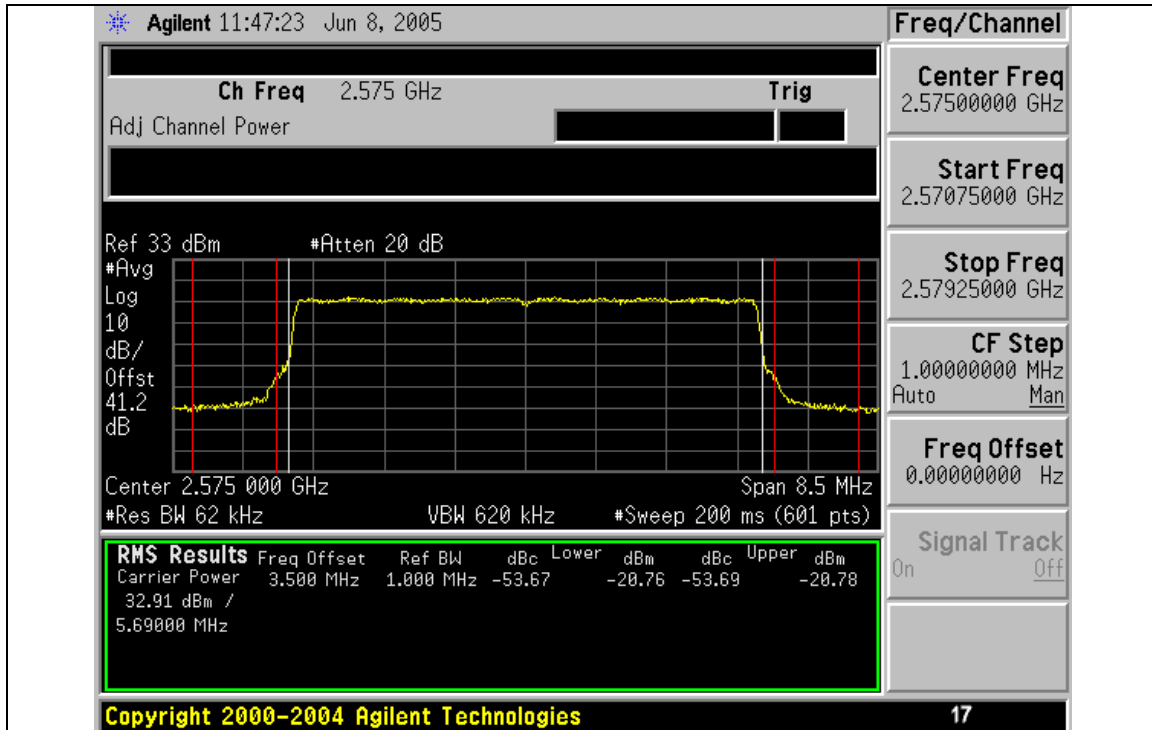 Agilent 11:47:23 Jun 8, 2005
Freq/Channel
Ch Freq 2.575 GHz Trig
Adj Channel Power
Center Freq
2.57500000 GHz
Start Freq
2.57075000 GHz
Stop Freq
2.57925000 GHz
CF Step
1.00000000 MHz
Auto Man
Freq Offset
0.00000000 Hz
Signal Track
On Off
Ref 33 dBm #Atten 20 dB
#Avg
Log
10
dB/
Offst
41.2
dB
Center 2.575 000 GHz Span 8.5 MHz
#Res BW 62 kHz VBW 620 kHz #Sweep 200 ms (601 pts)
RMS Results Freq Offset Ref BW dBc Lower dBm dBc Upper dBm
Carrier Power 3.500 MHz 1.000 MHz -53.67 -20.76 -53.69 -20.78
32.91 dBm /
5.69000 MHz
Copyright 2000-2004 Agilent Technologies 17